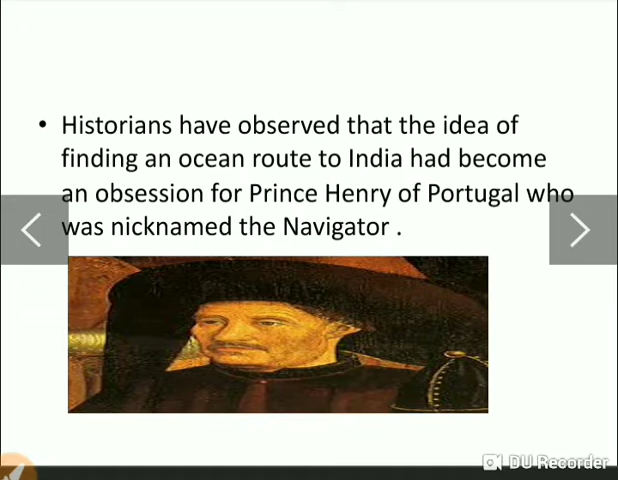 • Historians have observed that the idea of
finding an ocean route to India had become
an obsession for Prince Henry of Portugal who
was nicknamed the Navigator .
DU Recorder